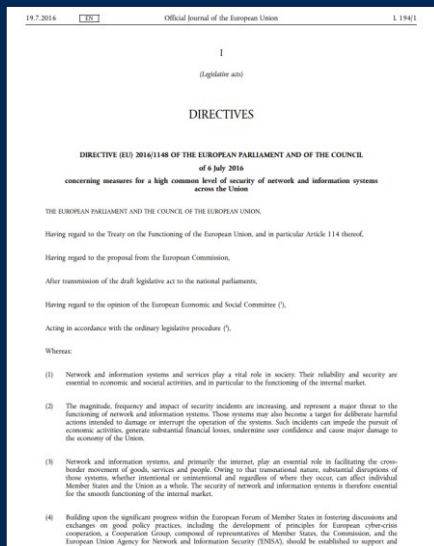 19.7.2016 EN Official Journal of the European Union L 194/1
I
(Legislative acts)
DIRECTIVES
DIRECTIVE (EU) 2016/1148 OF THE EUROPEAN PARLIAMENT AND OF THE COUNCIL
of 6 July 2016
concerning measures for a high common level of security of network and information systems
across the Union
THE EUROPEAN PARLIAMENT AND THE COUNCIL OF THE EUROPEAN UNION,
Having regard to the Treaty on the Functioning of the European Union, and in particular Article 114 thereof,
Having regard to the proposal from the European Commission,
After transmission of the draft legislative act to the national parliaments,
Having regard to the opinion of the European Economic and Social Committee (¹),
Acting in accordance with the ordinary legislative procedure (²),
Whereas:
(1) Network and information systems and services play a vital role in society. Their reliability and security are
essential to economic and societal activities, and in particular to the functioning of the internal market.
(2) The magnitude, frequency and impact of security incidents are increasing, and represent a major threat to the
functioning of network and information systems. Those systems may also become a target for deliberate harmful
actions intended to damage or interrupt the operation of the systems. Such incidents can impede the pursuit of
economic activities, generate substantial financial losses, undermine user confidence and cause major damage to
the economy of the Union.
(3) Network and information systems, and primarily the internet, play an essential role in facilitating the cross-
border movement of goods, services and people. Owing to that transnational nature, substantial disruptions of
those systems, whether intentional or unintentional and regardless of where they occur, can affect individual
Member States and the Union as a whole. The security of network and information systems is therefore essential
for the smooth functioning of the internal market.
(4) Building upon the significant progress within the European Forum of Member States in fostering discussions and
exchanges on good policy practices, including the development of principles for European cyber-crisis
cooperation, a Cooperation Group, composed of representatives of Member States, the Commission, and the
European Union Agency for Network and Information Security ('ENISA'), should be established to support and